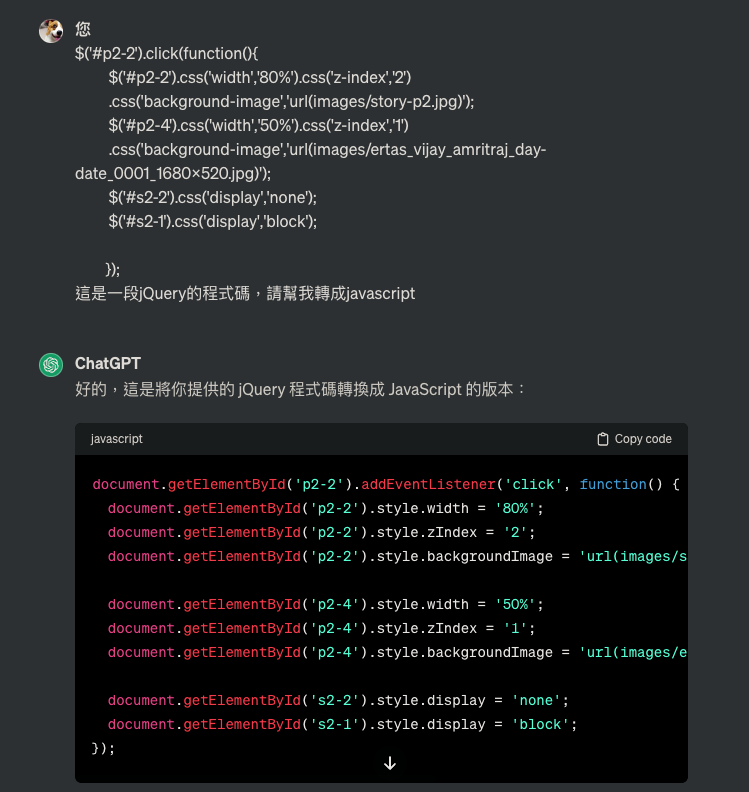 您
$('#p2-2').click(function(){
$('#p2-2').css('width','80%').css('z-index','2')
.css('background-image','url(images/story-p2.jpg)');
$('#p2-4').css('width','50%').css('z-index','1')
.css('background-image','url(images/ertas_vijay_amritraj_day-
date_0001_1680×520.jpg)');
$('#s2-2').css('display','none');
$('#s2-1').css('display','block');
});
這是一段jQuery的程式碼，請幫我轉成javascript
ChatGPT
好的，這是將你提供的 jQuery 程式碼轉換成 JavaScript 的版本：
javascript Copy code
document.getElementById('p2-2').addEventListener('click', function() {
document.getElementById('p2-2').style.width = '80%';
document.getElementById('p2-2').style.zIndex = '2';
document.getElementById('p2-2').style.backgroundImage = 'url(images/s
document.getElementById('p2-4').style.width = '50%';
document.getElementById('p2-4').style.zIndex = '1';
document.getElementById('p2-4').style.backgroundImage = 'url(images/e
document.getElementById('s2-2').style.display = 'none';
document.getElementById('s2-1').style.display = 'block';
});